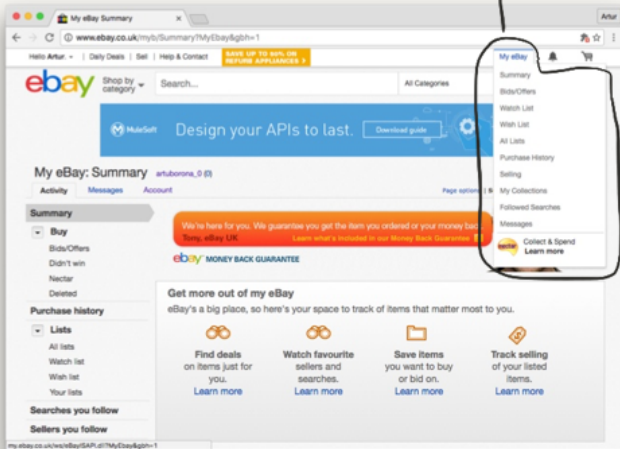 My eBay Summary
Artur
www.ebay.co.uk/myb/Summary?MyEbay&gbh=1
Hello Artur.
Daily Deals
Sell
Help & Contact
SAVE UP TO 50% ON
REFURB APPLIANCES >
My eBay
ebay
Shop by
category
Search...
All Categories
MuleSoft
Design your APIs to last.
Download guide
Summary
Bids/Offers
Watch List
Wish List
All Lists
Purchase History
Selling
My Collections
Followed Searches
Messages
nectar
Collect & Spend
Learn more
My eBay: Summary
artuborona_0 (0)
Activity
Messages
Account
Page options
Summary
Buy
Bids/Offers
Didn't win
Nectar
Deleted
Purchase history
Lists
All lists
Watch list
Wish list
Your lists
Searches you follow
Sellers you follow
We're here for you. We guarantee you get the item you ordered or your money back.
Tony, eBay UK
Learn what's included in our Money Back Guarantee
ebay MONEY BACK GUARANTEE
Get more out of my eBay
eBay's a big place, so here's your space to track of items that matter most to you.
Find deals
on items just for
you.
Learn more
Watch favourite
sellers and
searches.
Learn more
Save items
you want to buy
or bid on.
Learn more
Track selling
of your listed
items.
Learn more
my.ebay.co.uk/ws/eBayISAPI.dll?MyEbay&gbh=1